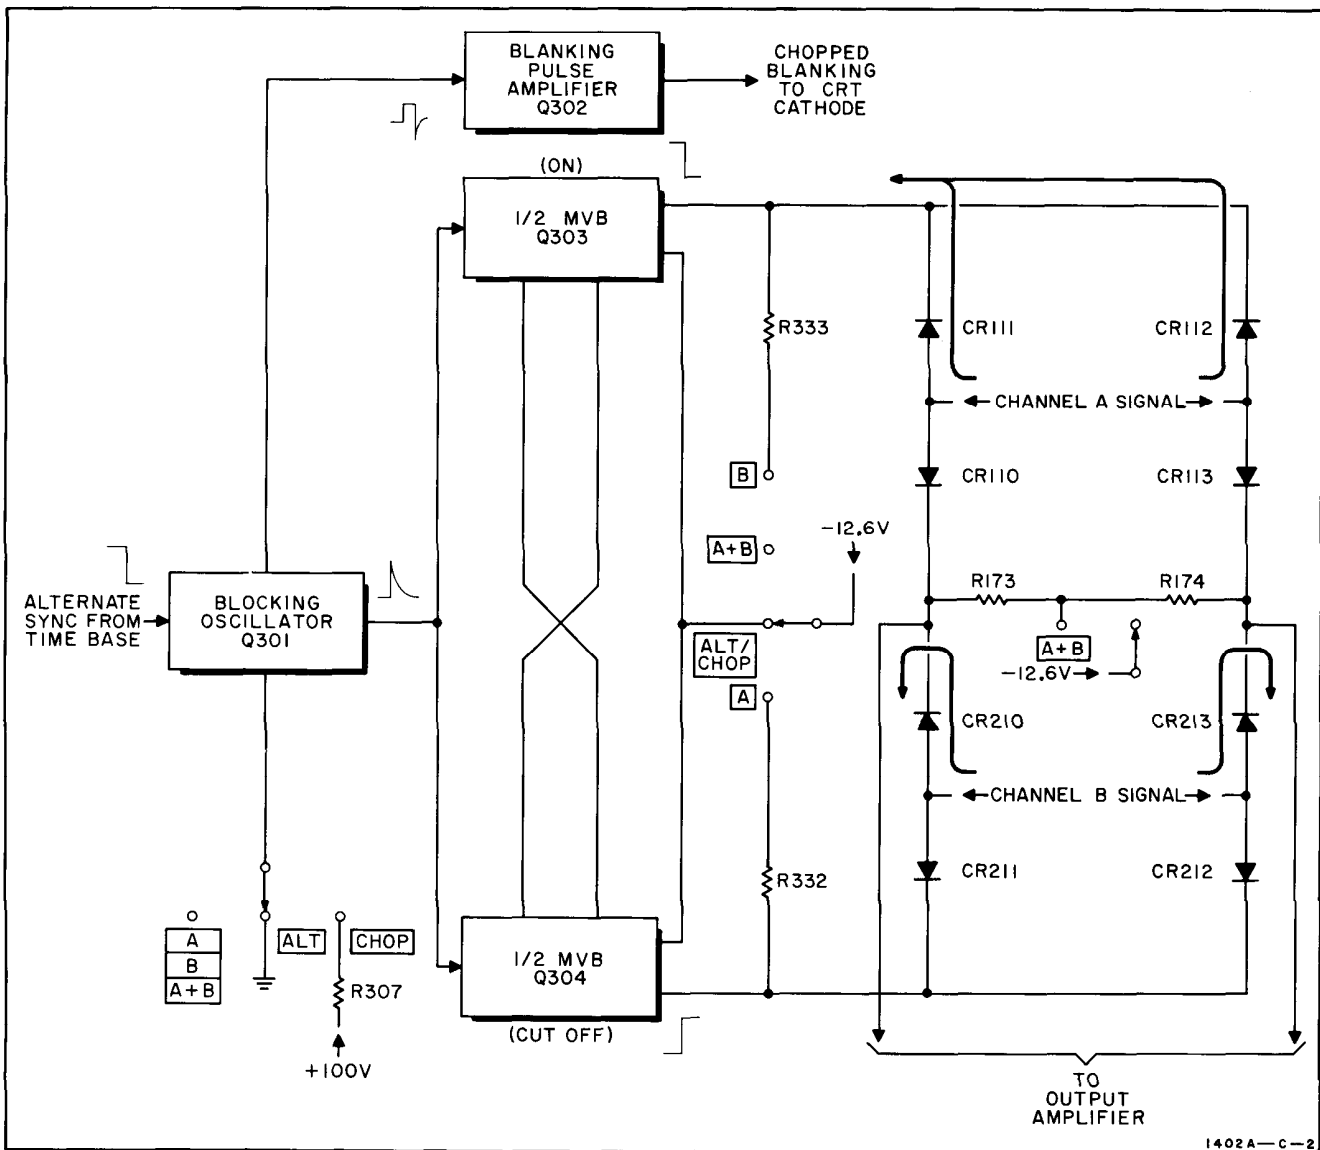 BLANKING
PULSE
AMPLIFIER
Q302
CHOPPED
BLANKING
TO CRT
CATHODE
(ON)
1/2 MVB
Q303
R333
CR111
CR112
CHANNEL A SIGNAL
B
CR110
CR113
A+B
-12.6V
ALTERNATE
SYNC FROM
TIME BASE
BLOCKING
OSCILLATOR
Q301
R173
R174
ALT/
CHOP
A+B
-12.6V
A
CR210
CR213
CHANNEL B SIGNAL
R332
CR211
CR212
A
B
A+B
ALT
CHOP
R307
+100V
1/2 MVB
Q304
(CUT OFF)
TO
OUTPUT
AMPLIFIER
1402A-C-2